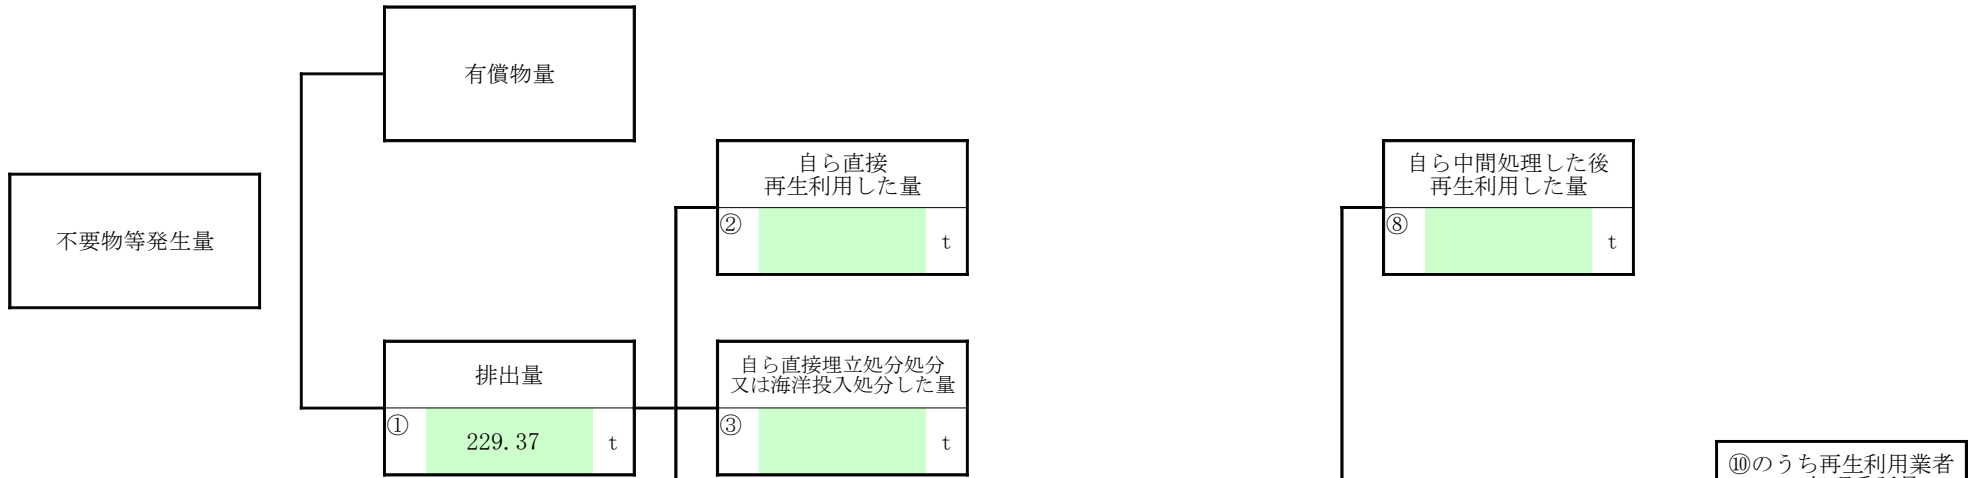 有償物量
自ら直接
再生利用した量
② t
自ら中間処理した後
再生利用した量
⑧ t
不要物等発生量
排出量
① 229.37 t
自ら直接埋立処分処分
又は海洋投入処分した量
③ t
⑩のうち再生利用業者